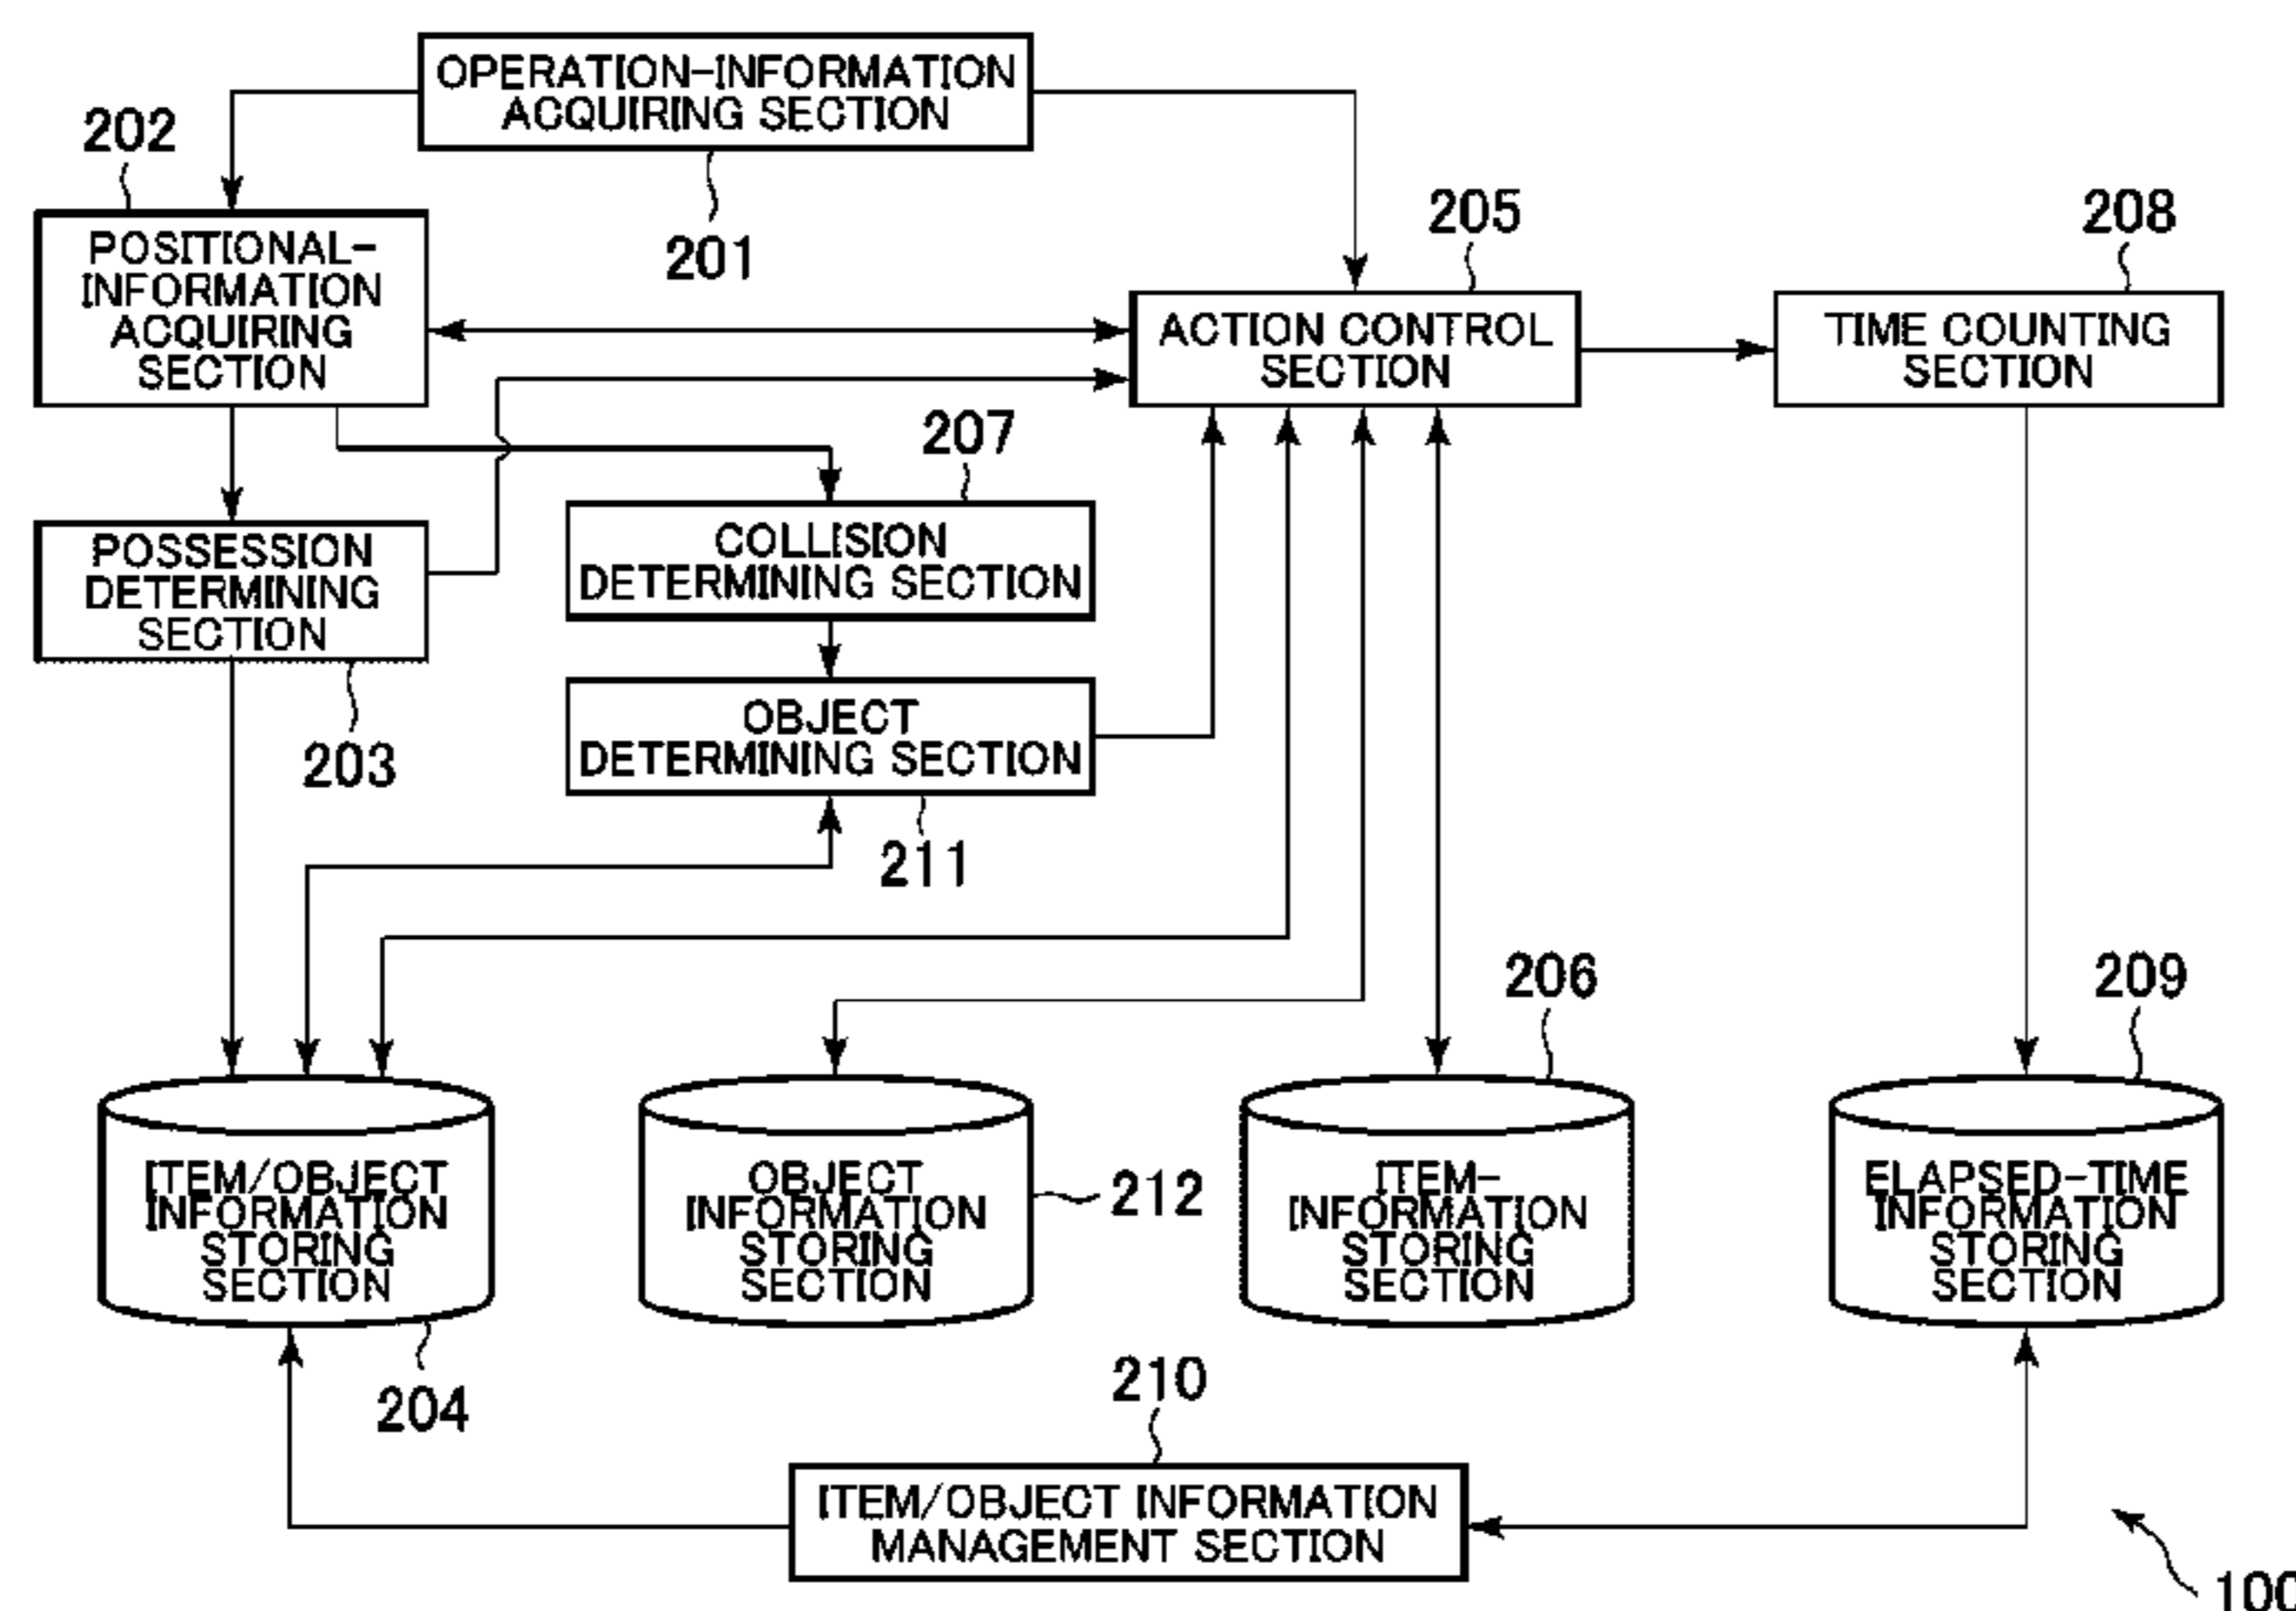 OPERATION-INFORMATION
ACQUIRING SECTION
201
202
POSITIONAL-
INFORMATION
ACQUIRING
SECTION
205
ACTION CONTROL
SECTION
208
TIME COUNTING
SECTION
POSSESSION
DETERMINING
SECTION
203
207
COLLISION
DETERMINING SECTION
OBJECT
DETERMINING SECTION
211
ITEM/OBJECT
INFORMATION
STORING
SECTION
204
OBJECT
INFORMATION
STORING
SECTION
212
206
ITEM-
INFORMATION
STORING
SECTION
209
ELAPSED-TIME
INFORMATION
STORING
SECTION
210
ITEM/OBJECT INFORMATION
MANAGEMENT SECTION
100